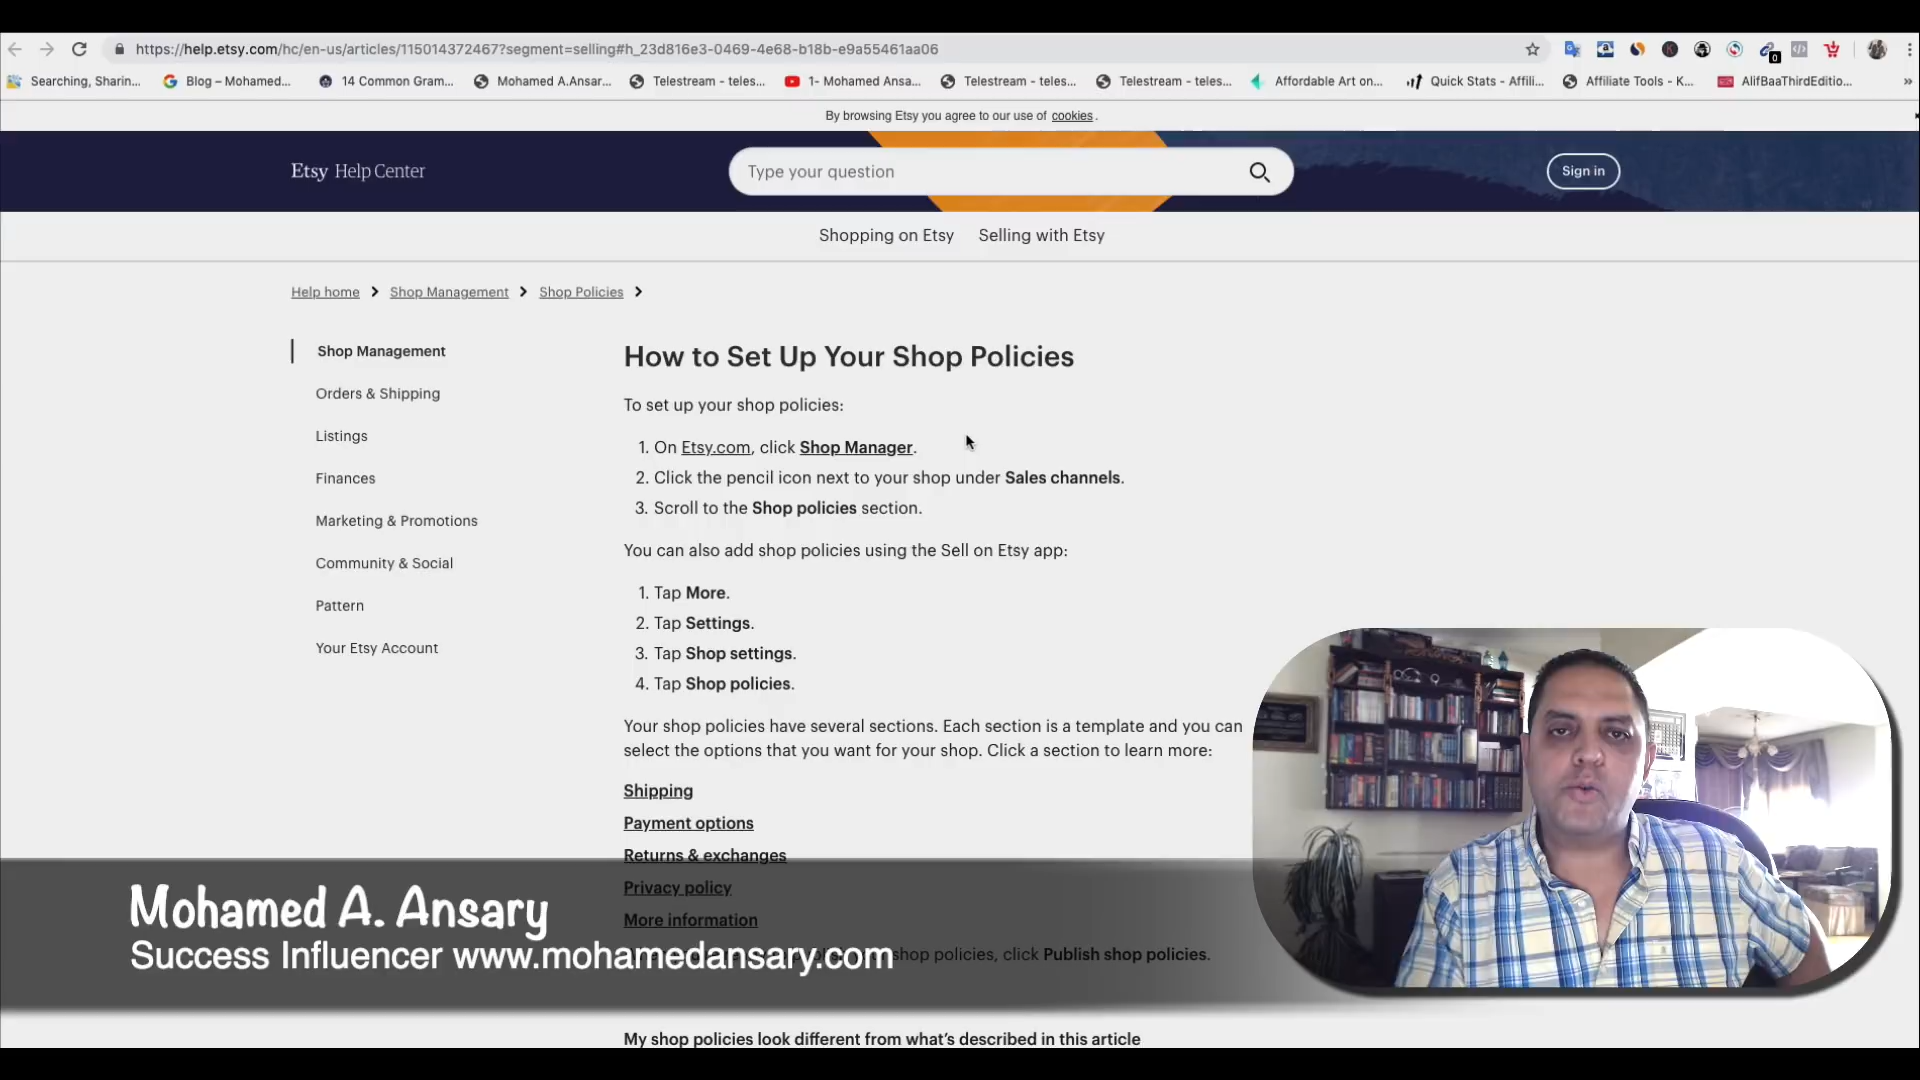 https://help.etsy.com/hc/en-us/articles/115014372467?segment=selling#h_23d816e3-0469-4e68-b18b-e9a55461aa06
0
Searching, Sharin...
Blog – Mohamed...
14 Common Gram...
Mohamed A.Ansar...
Telestream - teles...
1- Mohamed Ansa...
Telestream - teles...
Telestream - teles...
Affordable Art on...
Quick Stats - Affili...
Affiliate Tools - K...
AlifBaaThirdEditio...
»
By browsing Etsy you agree to our use of cookies.
Etsy Help Center
Type your question
Sign in
Shopping on Etsy
Selling with Etsy
Help home
Shop Management
Shop Policies
Shop Management
Orders & Shipping
Listings
Finances
Marketing & Promotions
Community & Social
Pattern
Your Etsy Account
How to Set Up Your Shop Policies
To set up your shop policies:
1. On Etsy.com, click Shop Manager.
2. Click the pencil icon next to your shop under Sales channels.
3. Scroll to the Shop policies section.
You can also add shop policies using the Sell on Etsy app:
1. Tap More.
2. Tap Settings.
3. Tap Shop settings.
4. Tap Shop policies.
Your shop policies have several sections. Each section is a template and you can
select the options that you want for your shop. Click a section to learn more:
Shipping
Payment options
Returns & exchanges
Privacy policy
More information
shop policies, click Publish shop policies.
My shop policies look different from what's described in this article
Mohamed A. Ansary
Success Influencer www.mohamedansary.com